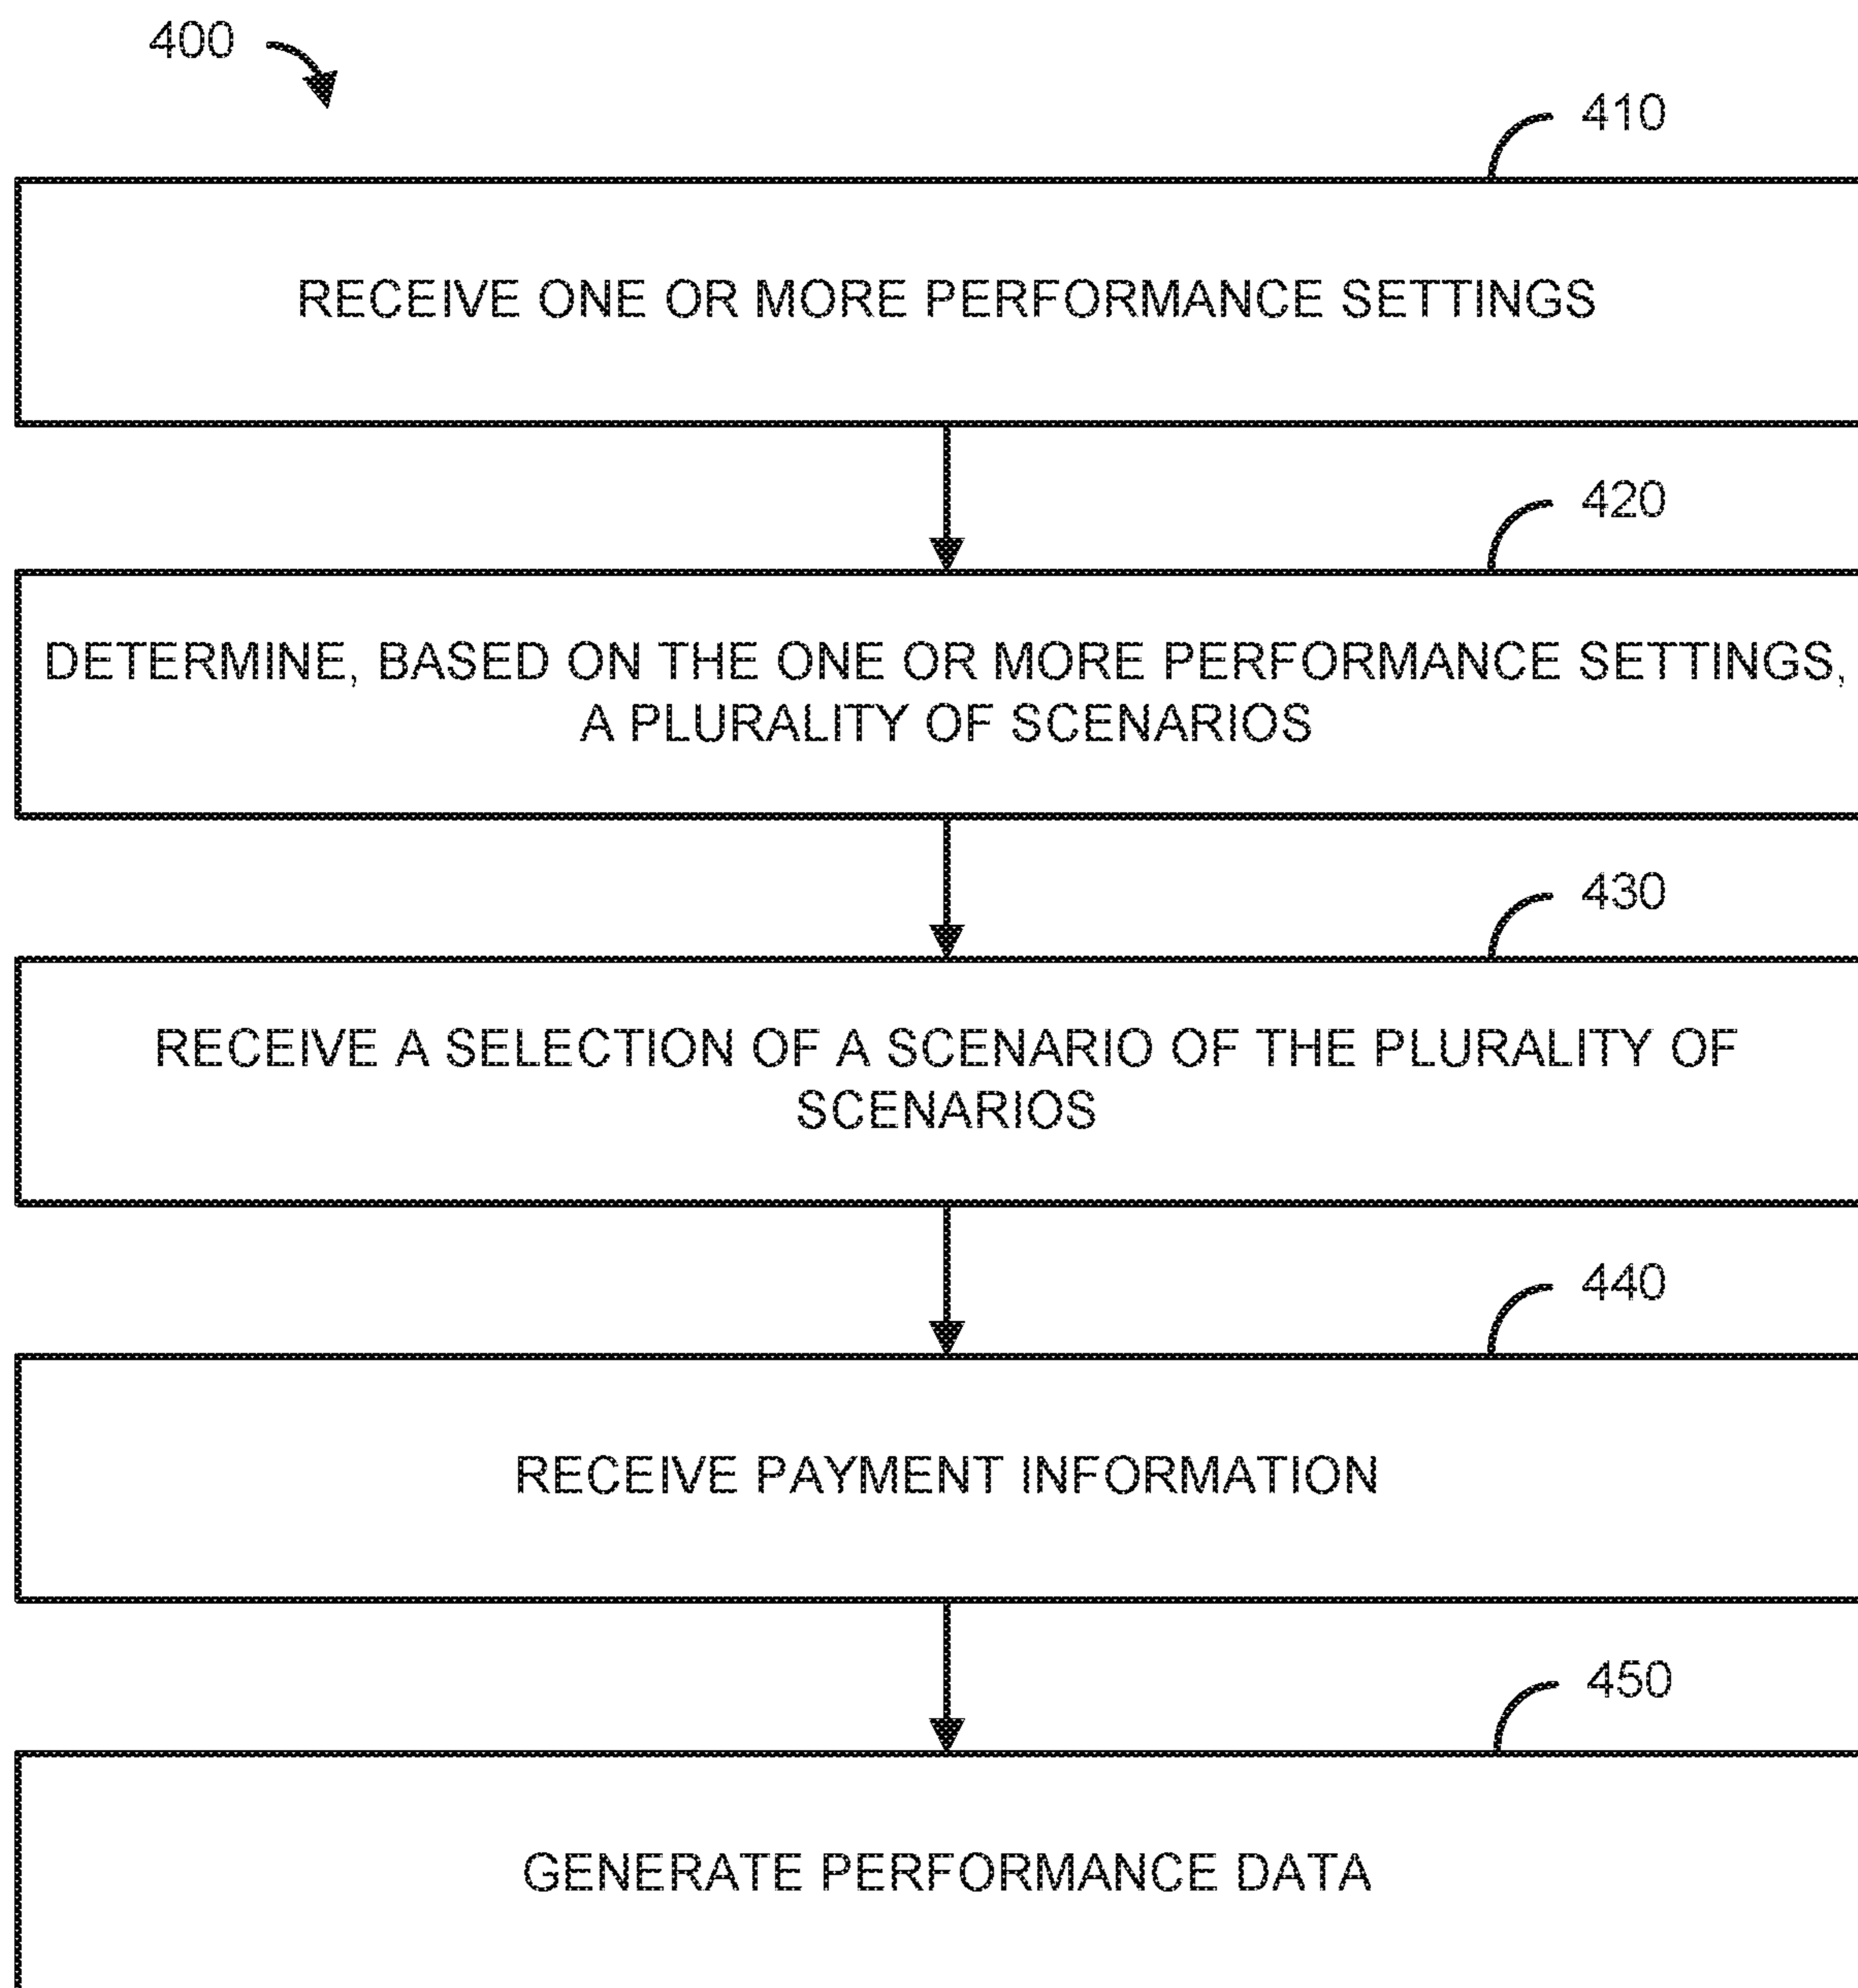 400
410
RECEIVE ONE OR MORE PERFORMANCE SETTINGS
420
DETERMINE, BASED ON THE ONE OR MORE PERFORMANCE SETTINGS,
A PLURALITY OF SCENARIOS
430
RECEIVE A SELECTION OF A SCENARIO OF THE PLURALITY OF
SCENARIOS
440
RECEIVE PAYMENT INFORMATION
450
GENERATE PERFORMANCE DATA